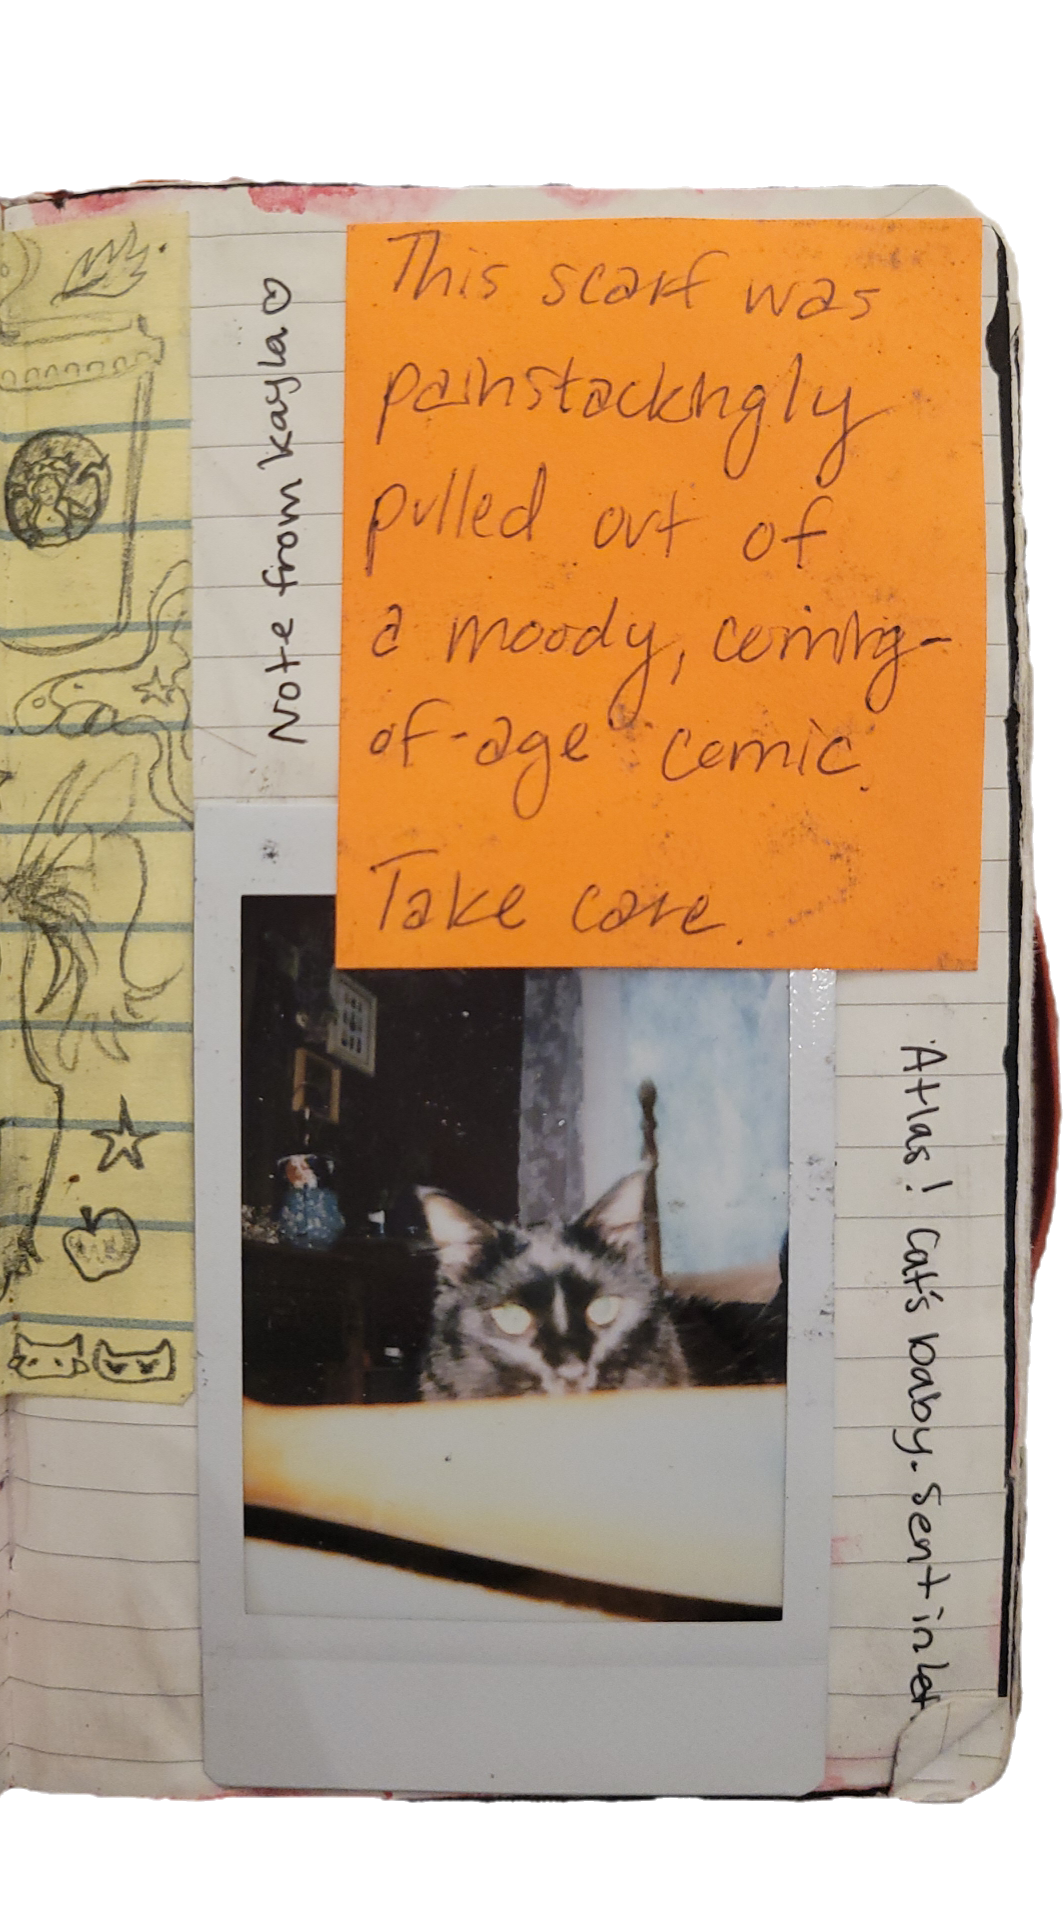 Note from kayla
This scarf was
painstackingly
pulled out of
a moody, coming-
of-age comic.
Take care.
Atlas! Cat's baby. Sent in let